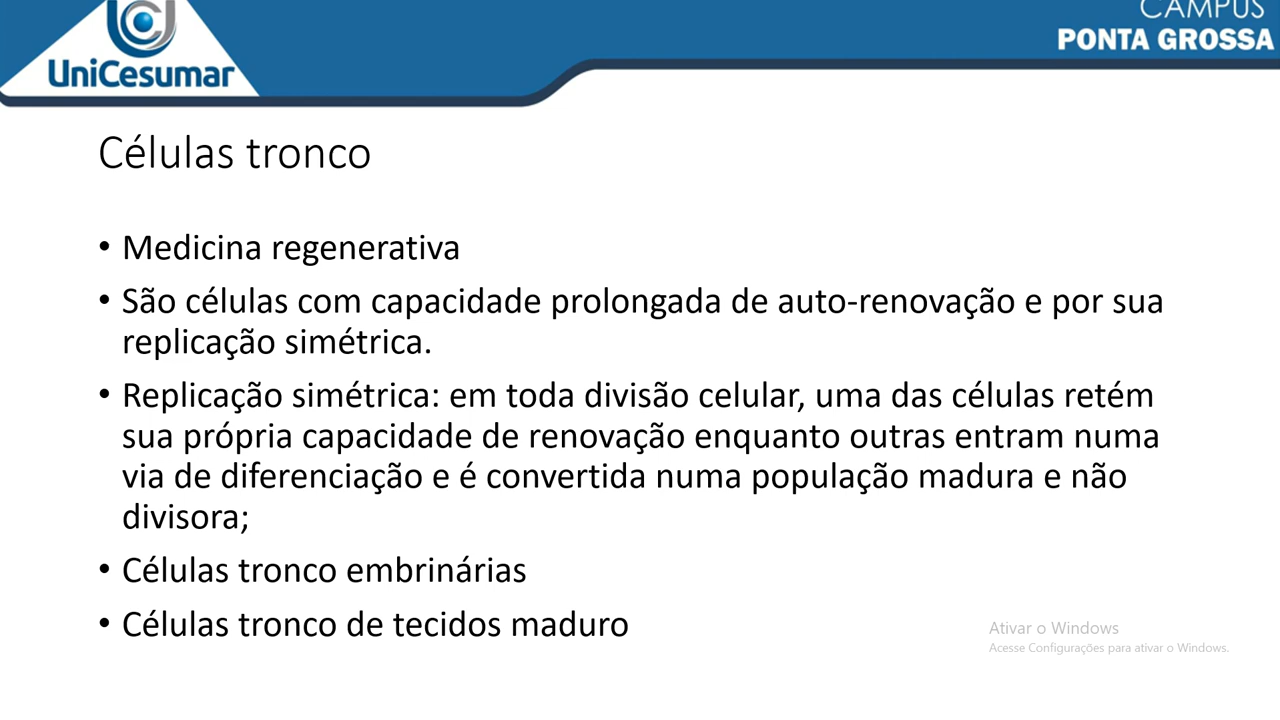 CAMPUS
PONTA GROSSA
UniCesumar
Células tronco
• Medicina regenerativa
• São células com capacidade prolongada de auto-renovação e por sua
replicação simétrica.
• Replicação simétrica: em toda divisão celular, uma das células retém
sua própria capacidade de renovação enquanto outras entram numa
via de diferenciação e é convertida numa população madura e não
divisora;
• Células tronco embrinárias
• Células tronco de tecidos maduro
Ativar o Windows
Acesse Configurações para ativar o Windows.